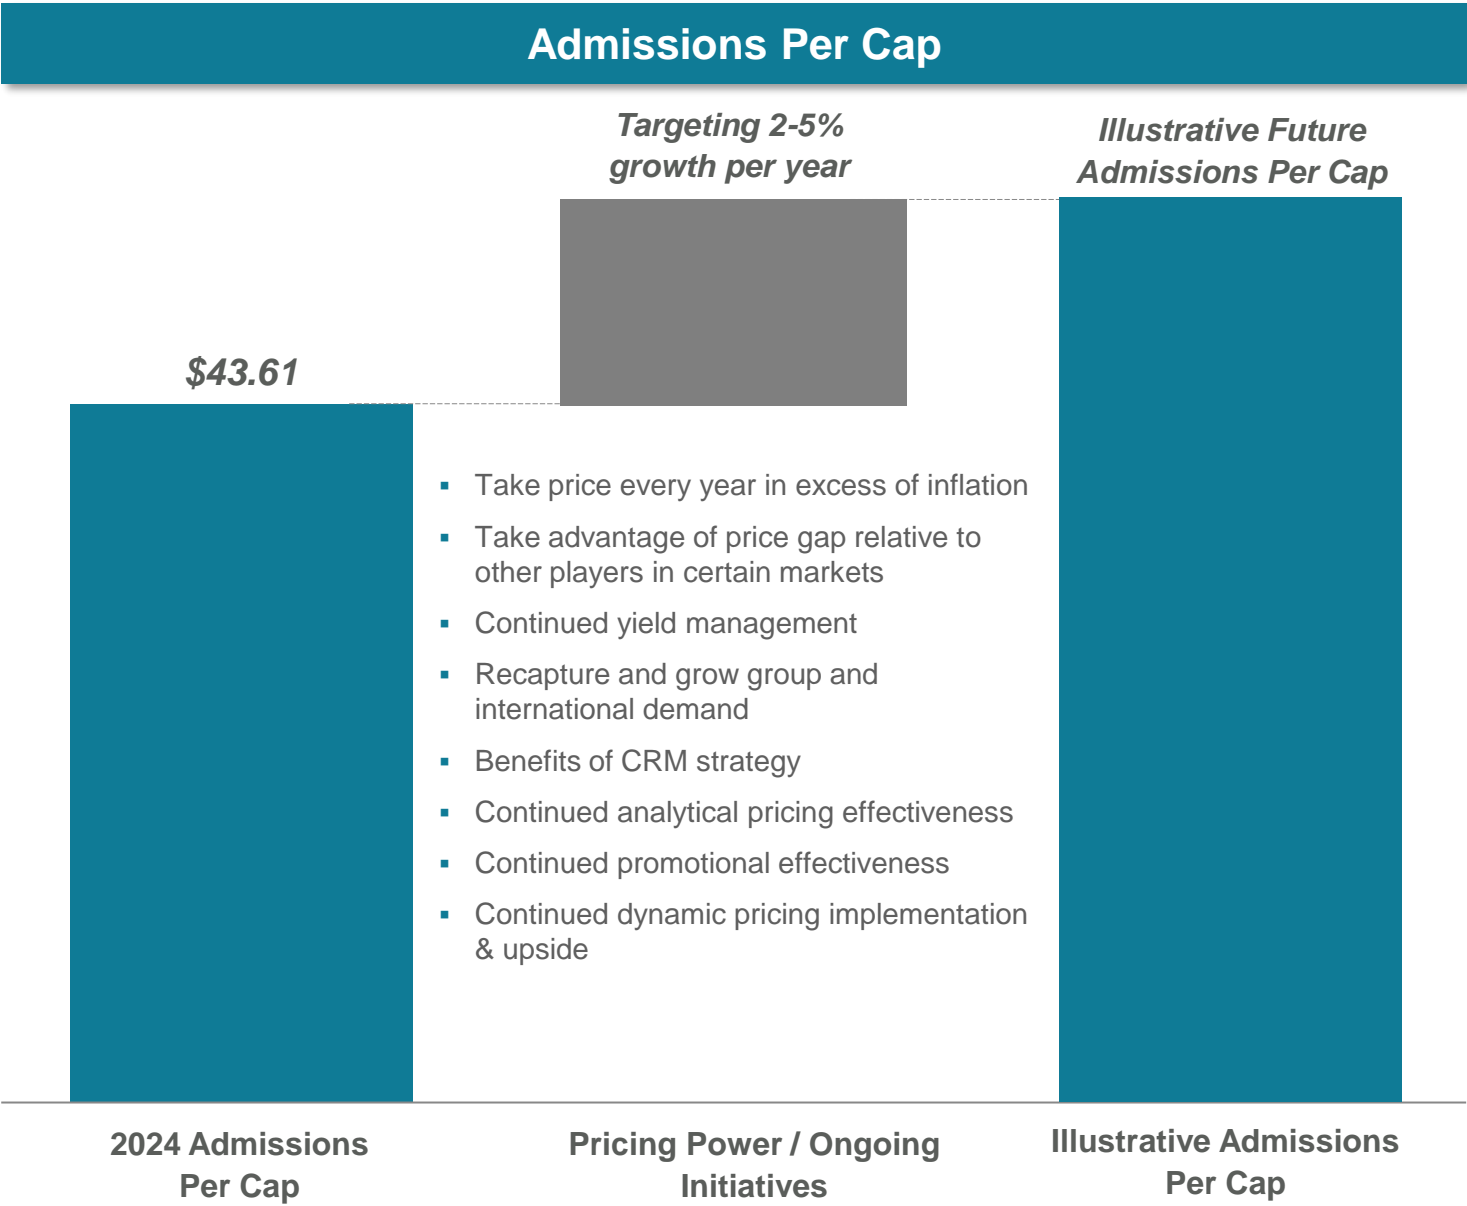 Admissions Per Cap
Targeting 2-5%
growth per year
Illustrative Future
Admissions Per Cap
$43.61
▪ Take price every year in excess of inflation
▪ Take advantage of price gap relative to
other players in certain markets
▪ Continued yield management
▪ Recapture and grow group and
international demand
▪ Benefits of CRM strategy
▪ Continued analytical pricing effectiveness
▪ Continued promotional effectiveness
▪ Continued dynamic pricing implementation
& upside
2024 Admissions
Per Cap
Pricing Power / Ongoing
Initiatives
Illustrative Admissions
Per Cap